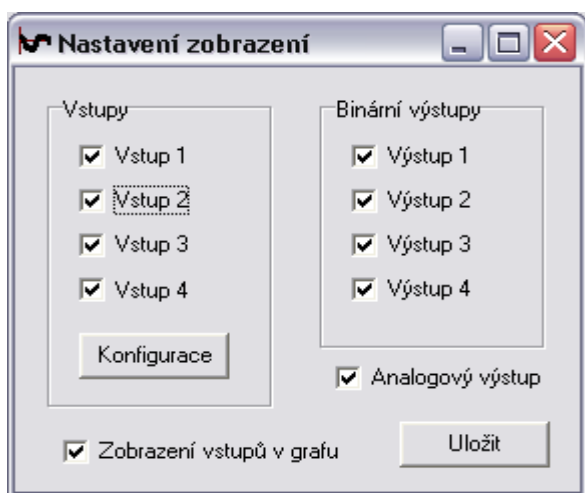 Nastavení zobrazení
Vstupy
Vstup 1
Vstup 2
Vstup 3
Vstup 4
Konfigurace
Binární výstupy
Výstup 1
Výstup 2
Výstup 3
Výstup 4
Analogový výstup
Zobrazení vstupů v grafu
Uložit